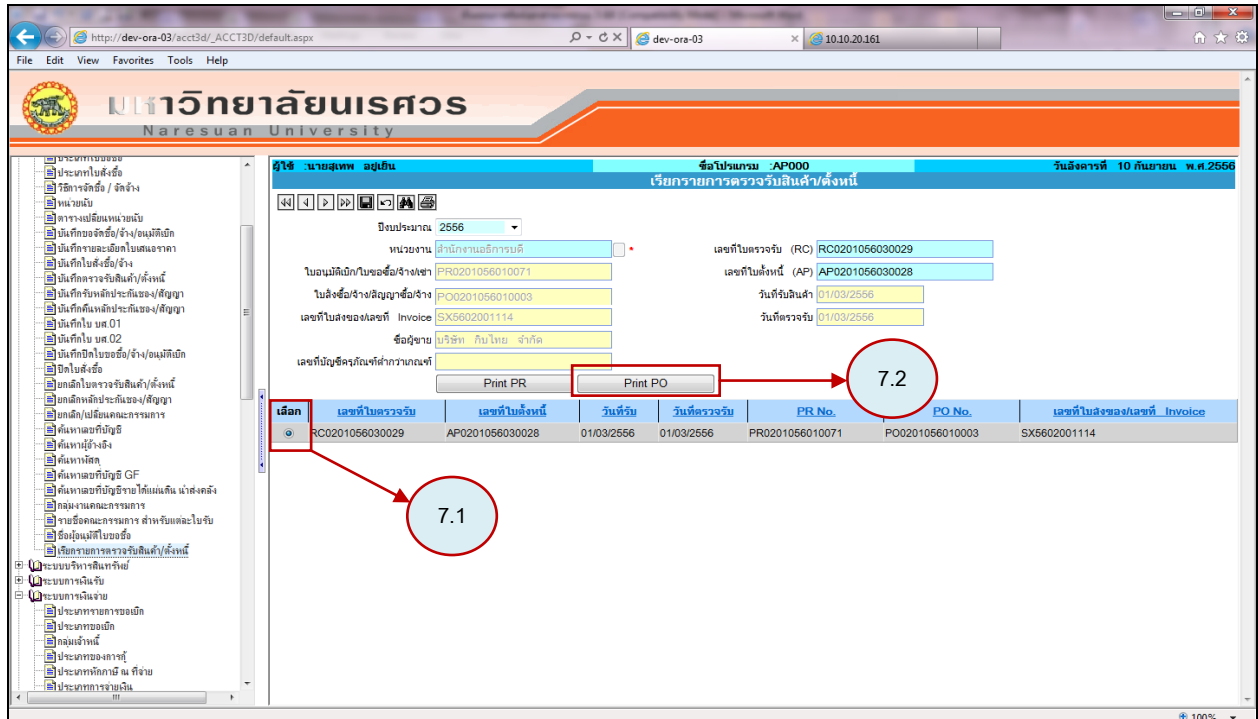 http://dev-ora-03/acct3d/_ACCT3D/default.aspx
dev-ora-03
10.10.20.161
File Edit View Favorites Tools Help
มหาวิทยาลัยนเรศวร
Naresuan University
ประเภทใบสั่งซื้อ
วิธีการจัดซื้อ / จัดจ้าง
หน่วยนับ
ตารางเปลี่ยนหน่วยนับ
บันทึกขอจัดซื้อ/จ้าง/อนุมัติเบิก
บันทึกรายละเอียดใบเสนอราคา
บันทึกใบสั่งซื้อ/จ้าง
บันทึกตรวจรับสินค้า/ตั้งหนี้
บันทึกรับหลักประกันซอง/สัญญา
บันทึกคืนหลักประกันซอง/สัญญา
บันทึกใบ บศ.01
บันทึกใบ บศ.02
บันทึกปิดใบขอซื้อ/จ้าง/อนุมัติเบิก
ปิดใบสั่งซื้อ
ยกเลิกใบตรวจรับสินค้า/ตั้งหนี้
ยกเลิกหลักประกันซอง/สัญญา
ยกเลิก/เปลี่ยนคณะกรรมการ
ค้นหาเลขที่บัญชี
ค้นหาผู้อ้างอิง
ค้นหาพัสดุ
ค้นหาเลขที่บัญชี GF
ค้นหาเลขที่บัญชีรายได้แผ่นดิน นำส่งคลัง
กลุ่มงานคณะกรรมการ
รายชื่อคณะกรรมการ สำหรับแต่ละใบรับ
ชื่อผู้อนุมัติใบขอซื้อ
เรียกรายการตรวจรับสินค้า/ตั้งหนี้
ระบบบริหารสินทรัพย์
ระบบการเงินรับ
ระบบการเงินจ่าย
ประเภทรายการขอเบิก
ประเภทขอเบิก
กลุ่มเจ้าหนี้
ประเภทของการกู้
ประเภทหักภาษี ณ ที่จ่าย
ประเภทการจ่ายเงิน
ผู้ใช้ :นายสุเทพ อยู่เย็น ชื่อโปรแกรม :AP000 วันอังคารที่ 10 กันยายน พ.ศ.2556
เรียกรายการตรวจรับสินค้า/ตั้งหนี้
ปีงบประมาณ 2556
หน่วยงาน สำนักงานอธิการบดี * เลขที่ใบตรวจรับ (RC) RC0201056030029
ใบอนุมัติเบิก/ใบขอซื้อ/จ้าง/เช่า PR0201056010071 เลขที่ใบตั้งหนี้ (AP) AP0201056030028
ใบสั่งซื้อ/จ้าง/สัญญาซื้อ/จ้าง PO0201056010003 วันที่รับสินค้า 01/03/2556
เลขที่ใบส่งของ/เลขที่ Invoice SX5602001114 วันที่ตรวจรับ 01/03/2556
ชื่อผู้ขาย บริษัท กิบไทย จำกัด
เลขที่บัญชีครุภัณฑ์ต่ำกว่าเกณฑ์
Print PR Print PO
7.2
เลือก เลขที่ใบตรวจรับ เลขที่ใบตั้งหนี้ วันที่รับ วันที่ตรวจรับ PR No. PO No. เลขที่ใบส่งของ/เลขที่ Invoice
RC0201056030029 AP0201056030028 01/03/2556 01/03/2556 PR0201056010071 PO0201056010003 SX5602001114
7.1
100%